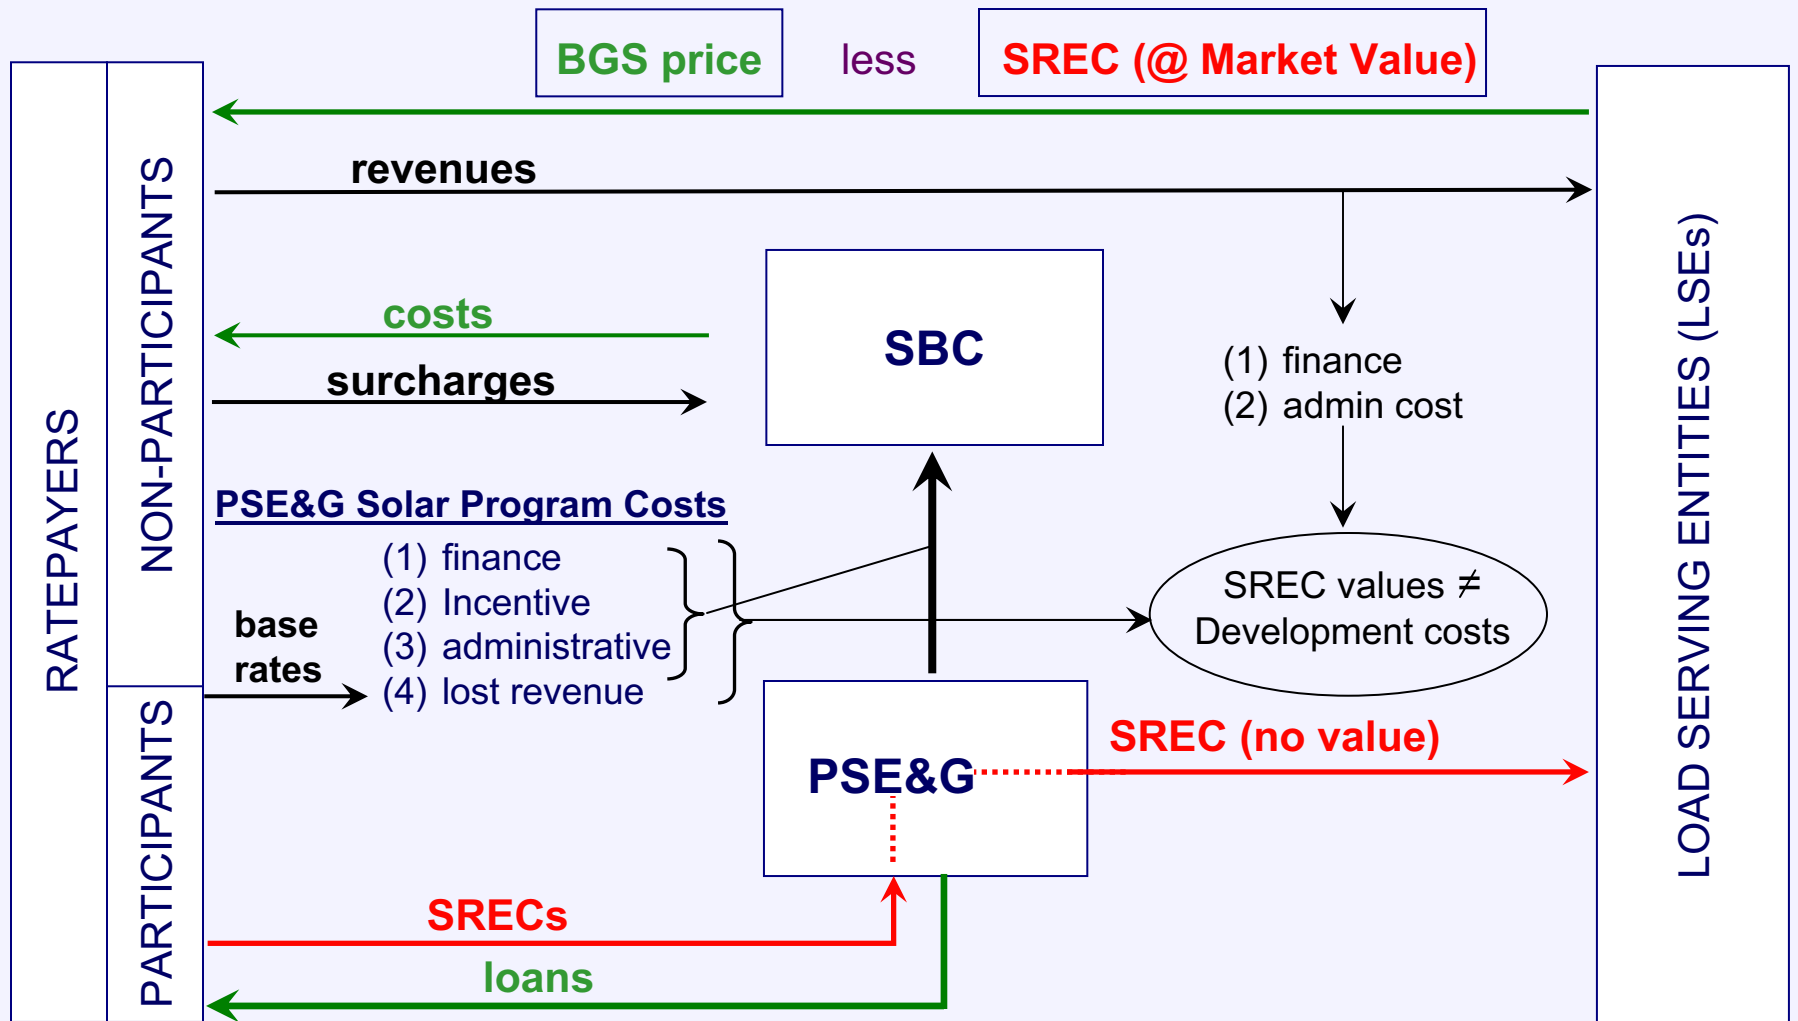 BGS price less SREC (@ Market Value)
RATEPAYERS
NON-PARTICIPANTS
PARTICIPANTS
LOAD SERVING ENTITIES (LSEs)
revenues
costs
surcharges
SBC
(1) finance
(2) admin cost
PSE&G Solar Program Costs
(1) finance
(2) Incentive
(3) administrative
(4) lost revenue
base
rates
SREC values ≠
Development costs
PSE&G
SREC (no value)
SRECs
loans